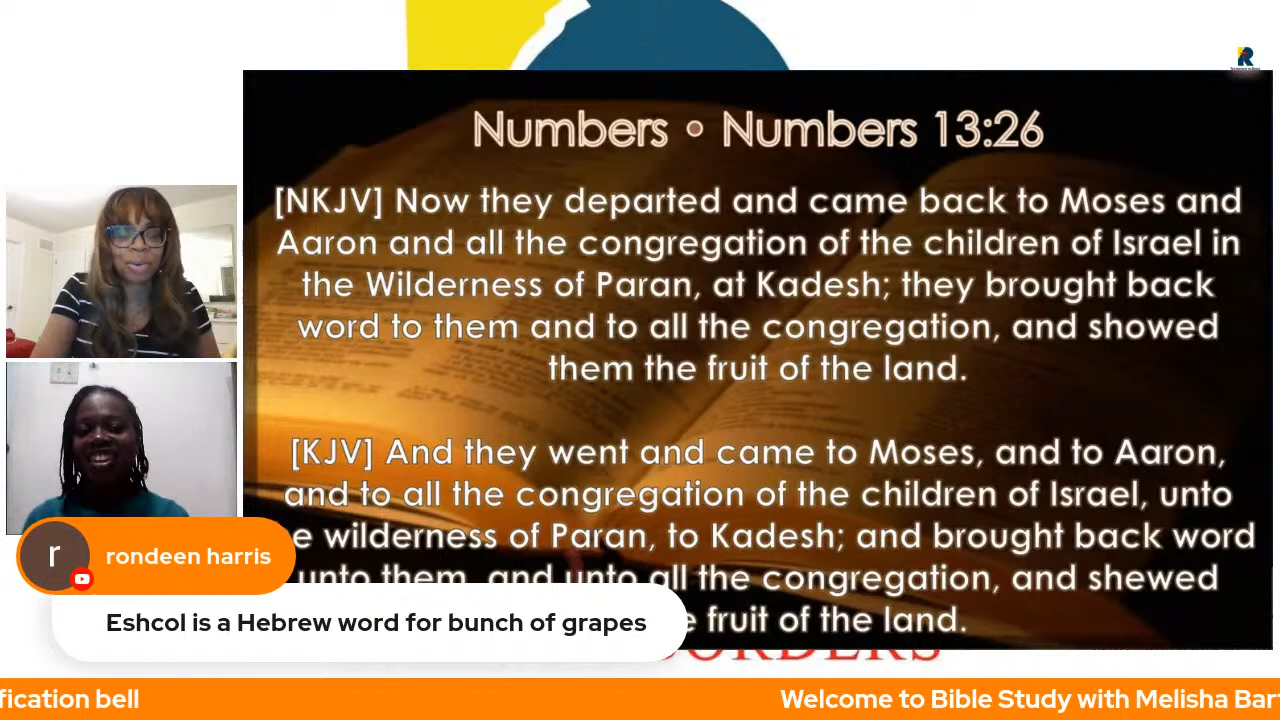 Numbers • Numbers 13:26
[NKJV] Now they departed and came back to Moses and
Aaron and all the congregation of the children of Israel in
the Wilderness of Paran, at Kadesh; they brought back
word to them and to all the congregation, and showed
them the fruit of the land.
[KJV] And they went and came to Moses, and to Aaron,
and to all the congregation of the children of Israel, unto
e wilderness of Paran, to Kadesh; and brought back word
unto them, and unto all the congregation, and shewed
e fruit of the land.
r rondeen harris
Eshcol is a Hebrew word for bunch of grapes
fication bell
Welcome to Bible Study with Melisha Bar